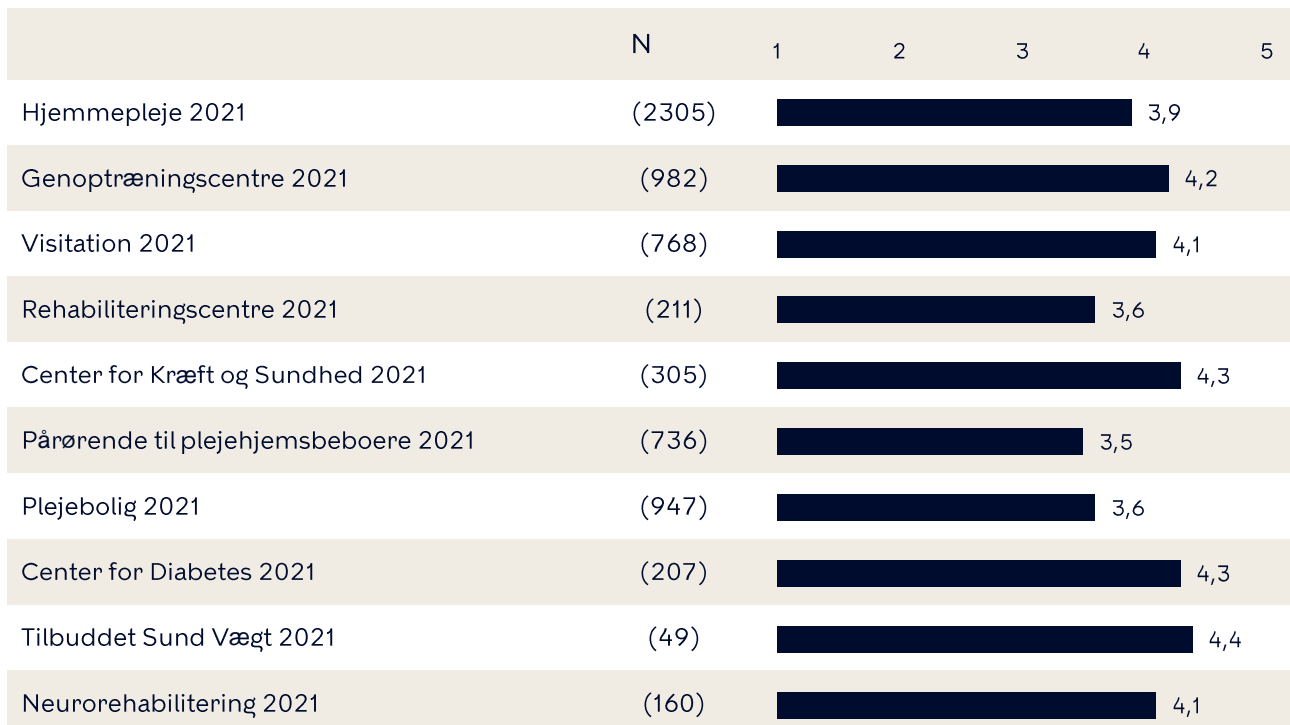 N 1 2 3 4 5
Hjemmepleje 2021 (2305) 3,9
Genoptræningscentre 2021 (982) 4,2
Visitation 2021 (768) 4,1
Rehabiliteringscentre 2021 (211) 3,6
Center for Kræft og Sundhed 2021 (305) 4,3
Pårørende til plejehjemsbeboere 2021 (736) 3,5
Plejebolig 2021 (947) 3,6
Center for Diabetes 2021 (207) 4,3
Tilbuddet Sund Vægt 2021 (49) 4,4
Neurorehabilitering 2021 (160) 4,1